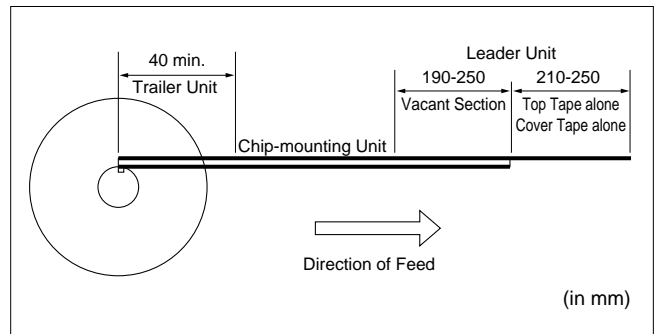 Leader Unit
40 min.
Trailer Unit
190-250
Vacant Section
210-250
Top Tape alone
Cover Tape alone
Chip-mounting Unit
Direction of Feed
(in mm)